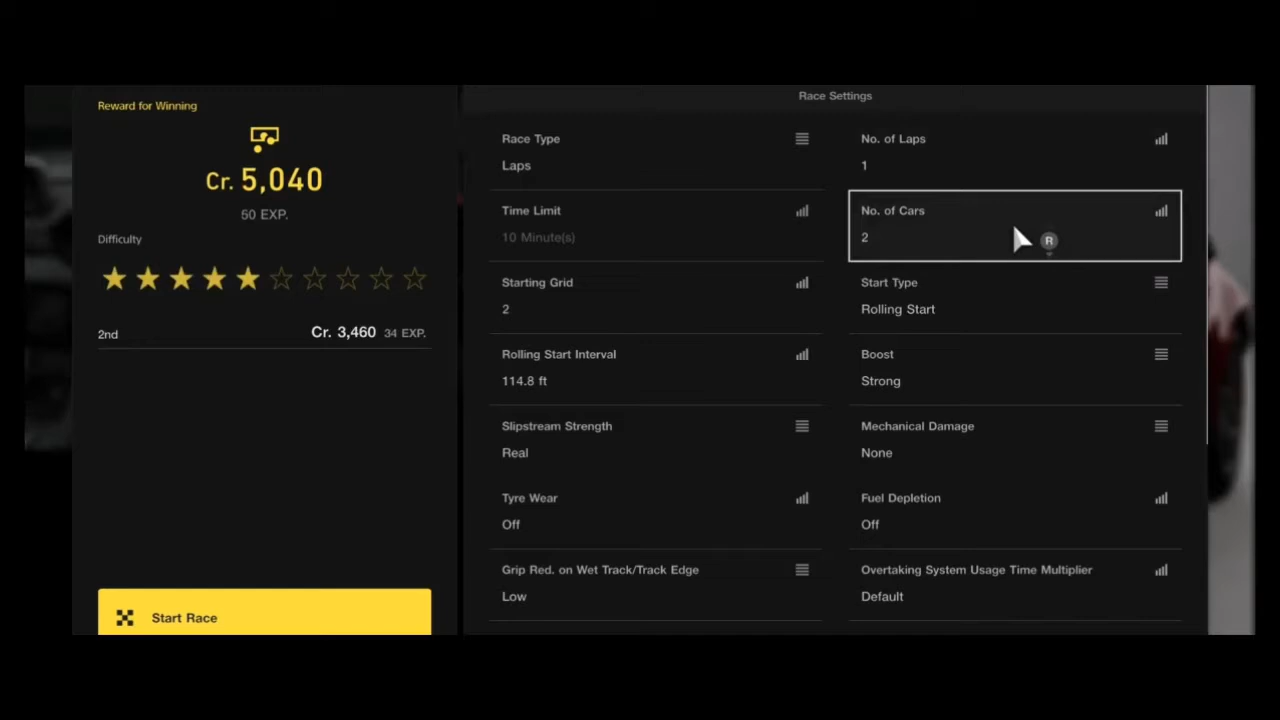 Reward for Winning
Cr. 5,040
50 EXP.
Difficulty
2nd Cr. 3,460 34 EXP.
Start Race
Race Settings
Race Type
Laps
No. of Laps
1
Time Limit
10 Minute(s)
No. of Cars
2
R
Starting Grid
2
Start Type
Rolling Start
Rolling Start Interval
114.8 ft
Boost
Strong
Slipstream Strength
Real
Mechanical Damage
None
Tyre Wear
Off
Fuel Depletion
Off
Grip Red. on Wet Track/Track Edge
Low
Overtaking System Usage Time Multiplier
Default